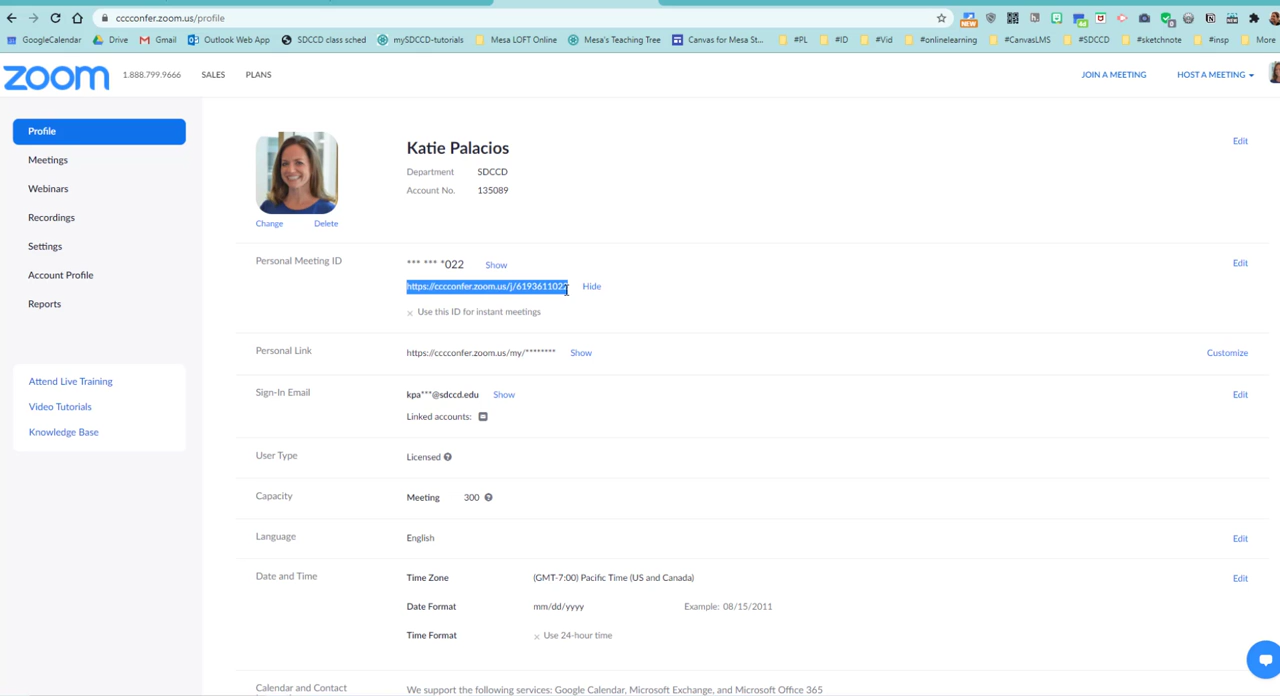 cccconfer.zoom.us/profile
GoogleCalendar Drive Gmail Outlook Web App SDCCD class sched mySDCCD-tutorials Mesa LOFT Online Mesa's Teaching Tree Canvas for Mesa St... #PL #ID #Vid #onlinelearning #CanvasLMS #SDCCD #sketchnote #insp More
zoom 1.888.799.9666 SALES PLANS JOIN A MEETING HOST A MEETING
Profile
Meetings
Webinars
Recordings
Settings
Account Profile
Reports
Attend Live Training
Video Tutorials
Knowledge Base
Change Delete
Katie Palacios Edit
Department SDCCD
Account No. 135089
Personal Meeting ID *** *** *022 Show Edit
https://cccconfer.zoom.us/j/6193611022 Hide
Use this ID for instant meetings
Personal Link https://cccconfer.zoom.us/my/******** Show Customize
Sign-In Email kpa***@sdccd.edu Show Edit
Linked accounts:
User Type Licensed
Capacity Meeting 300
Language English Edit
Date and Time Time Zone (GMT-7:00) Pacific Time (US and Canada) Edit
Date Format mm/dd/yyyy Example: 08/15/2011
Time Format Use 24-hour time
Calendar and Contact We support the following services: Google Calendar, Microsoft Exchange, and Microsoft Office 365